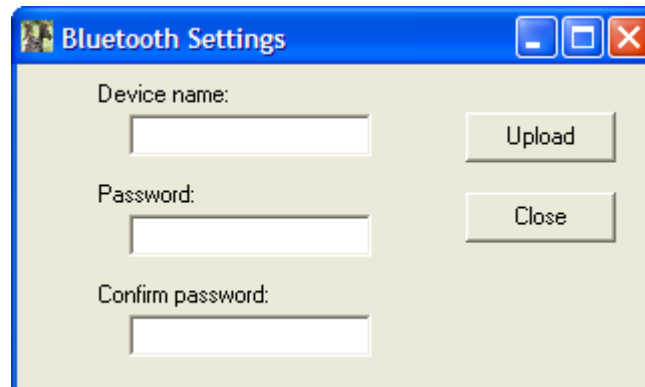 Bluetooth Settings
Device name:
Upload
Password:
Close
Confirm password: